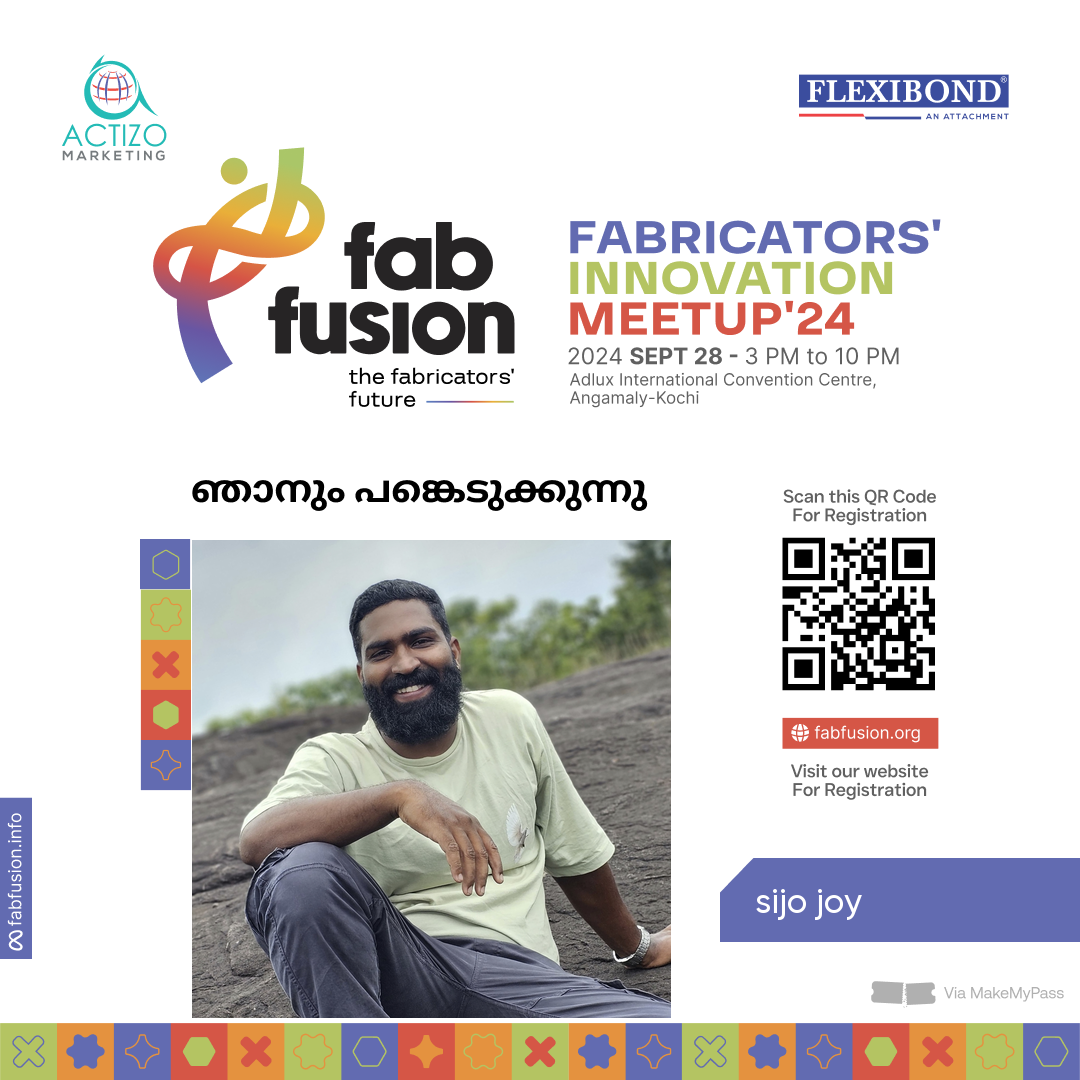 ACTIZO
MARKETING
FLEXIBOND®
AN ATTACHMENT
fab
fusion
the fabricators'
future
FABRICATORS'
INNOVATION
MEETUP'24
2024 SEPT 28 - 3 PM to 10 PM
Adlux International Convention Centre,
Angamaly-Kochi
ഞാനും പങ്കെടുക്കുന്നു
Scan this QR Code
For Registration
fabfusion.org
Visit our website
For Registration
fabfusion.info
sijo joy
Via MakeMyPass